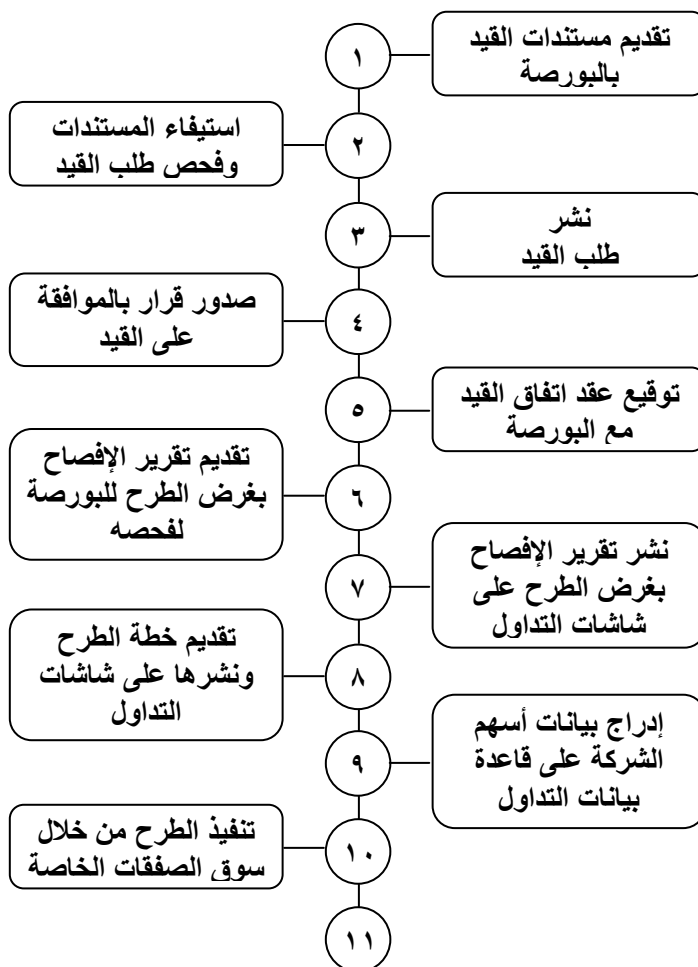 ١
تقديم مستندات القيد
بالبورصة
٢
استيفاء المستندات
وفحص طلب القيد
٣
نشر
طلب القيد
٤
صدور قرار بالموافقة
على القيد
٥
توقيع عقد اتفاق القيد
مع البورصة
٦
تقديم تقرير الإفصاح
بغرض الطرح للبورصة
لفحصه
٧
نشر تقرير الإفصاح
بغرض الطرح على
شاشات التداول
٨
تقديم خطة الطرح
ونشرها على شاشات
التداول
٩
إدراج بيانات أسهم
الشركة على قاعدة
بيانات التداول
١٠
تنفيذ الطرح من خلال
سوق الصفقات الخاصة
١١